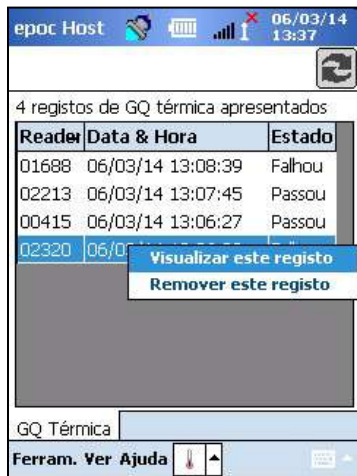 epoc Host 06/03/14
13:37
4 registos de GQ térmica apresentados
Reader Data & Hora Estado
01688 06/03/14 13:08:39 Falhou
02213 06/03/14 13:07:45 Passou
00415 06/03/14 13:06:27 Passou
02320
Visualizar este registo
Remover este registo
GQ Térmica
Ferram. Ver Ajuda